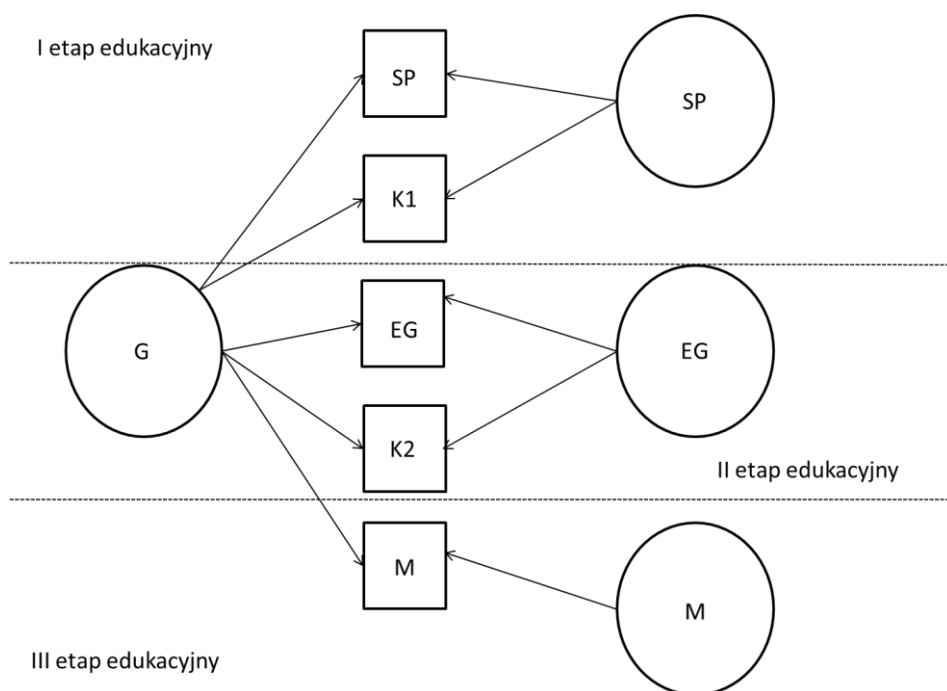 I etap edukacyjny
SP
SP
K1
G
EG
EG
K2
II etap edukacyjny
M
M
III etap edukacyjny